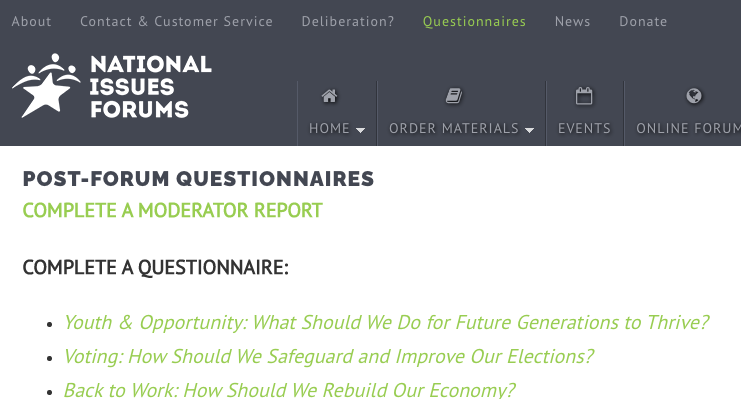 About Contact & Customer Service Deliberation? Questionnaires News Donate
NATIONAL
ISSUES
FORUMS
HOME ORDER MATERIALS EVENTS ONLINE FORUM
POST-FORUM QUESTIONNAIRES
COMPLETE A MODERATOR REPORT
COMPLETE A QUESTIONNAIRE:
Youth & Opportunity: What Should We Do for Future Generations to Thrive?
Voting: How Should We Safeguard and Improve Our Elections?
Back to Work: How Should We Rebuild Our Economy?